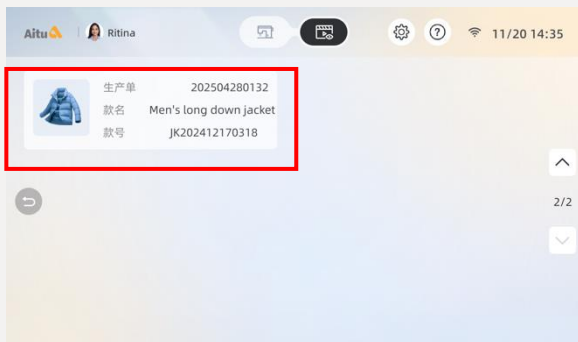 Aitu
Ritina
11/20 14:35
生产单 202504280132
款名 Men's long down jacket
款号 JK202412170318
2/2